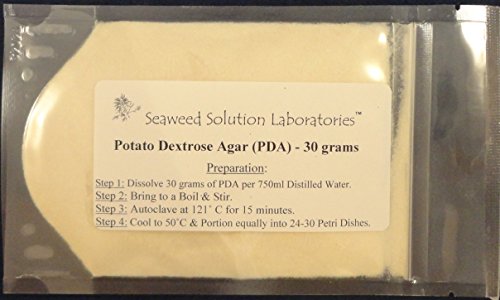 Seaweed Solution Laboratories™
Potato Dextrose Agar (PDA) - 30 grams
Preparation:
Step 1: Dissolve 30 grams of PDA per 750ml Distilled Water.
Step 2: Bring to a Boil & Stir.
Step 3: Autoclave at 121˚ C for 15 minutes.
Step 4: Cool to 50˚C & Portion equally into 24-30 Petri Dishes.